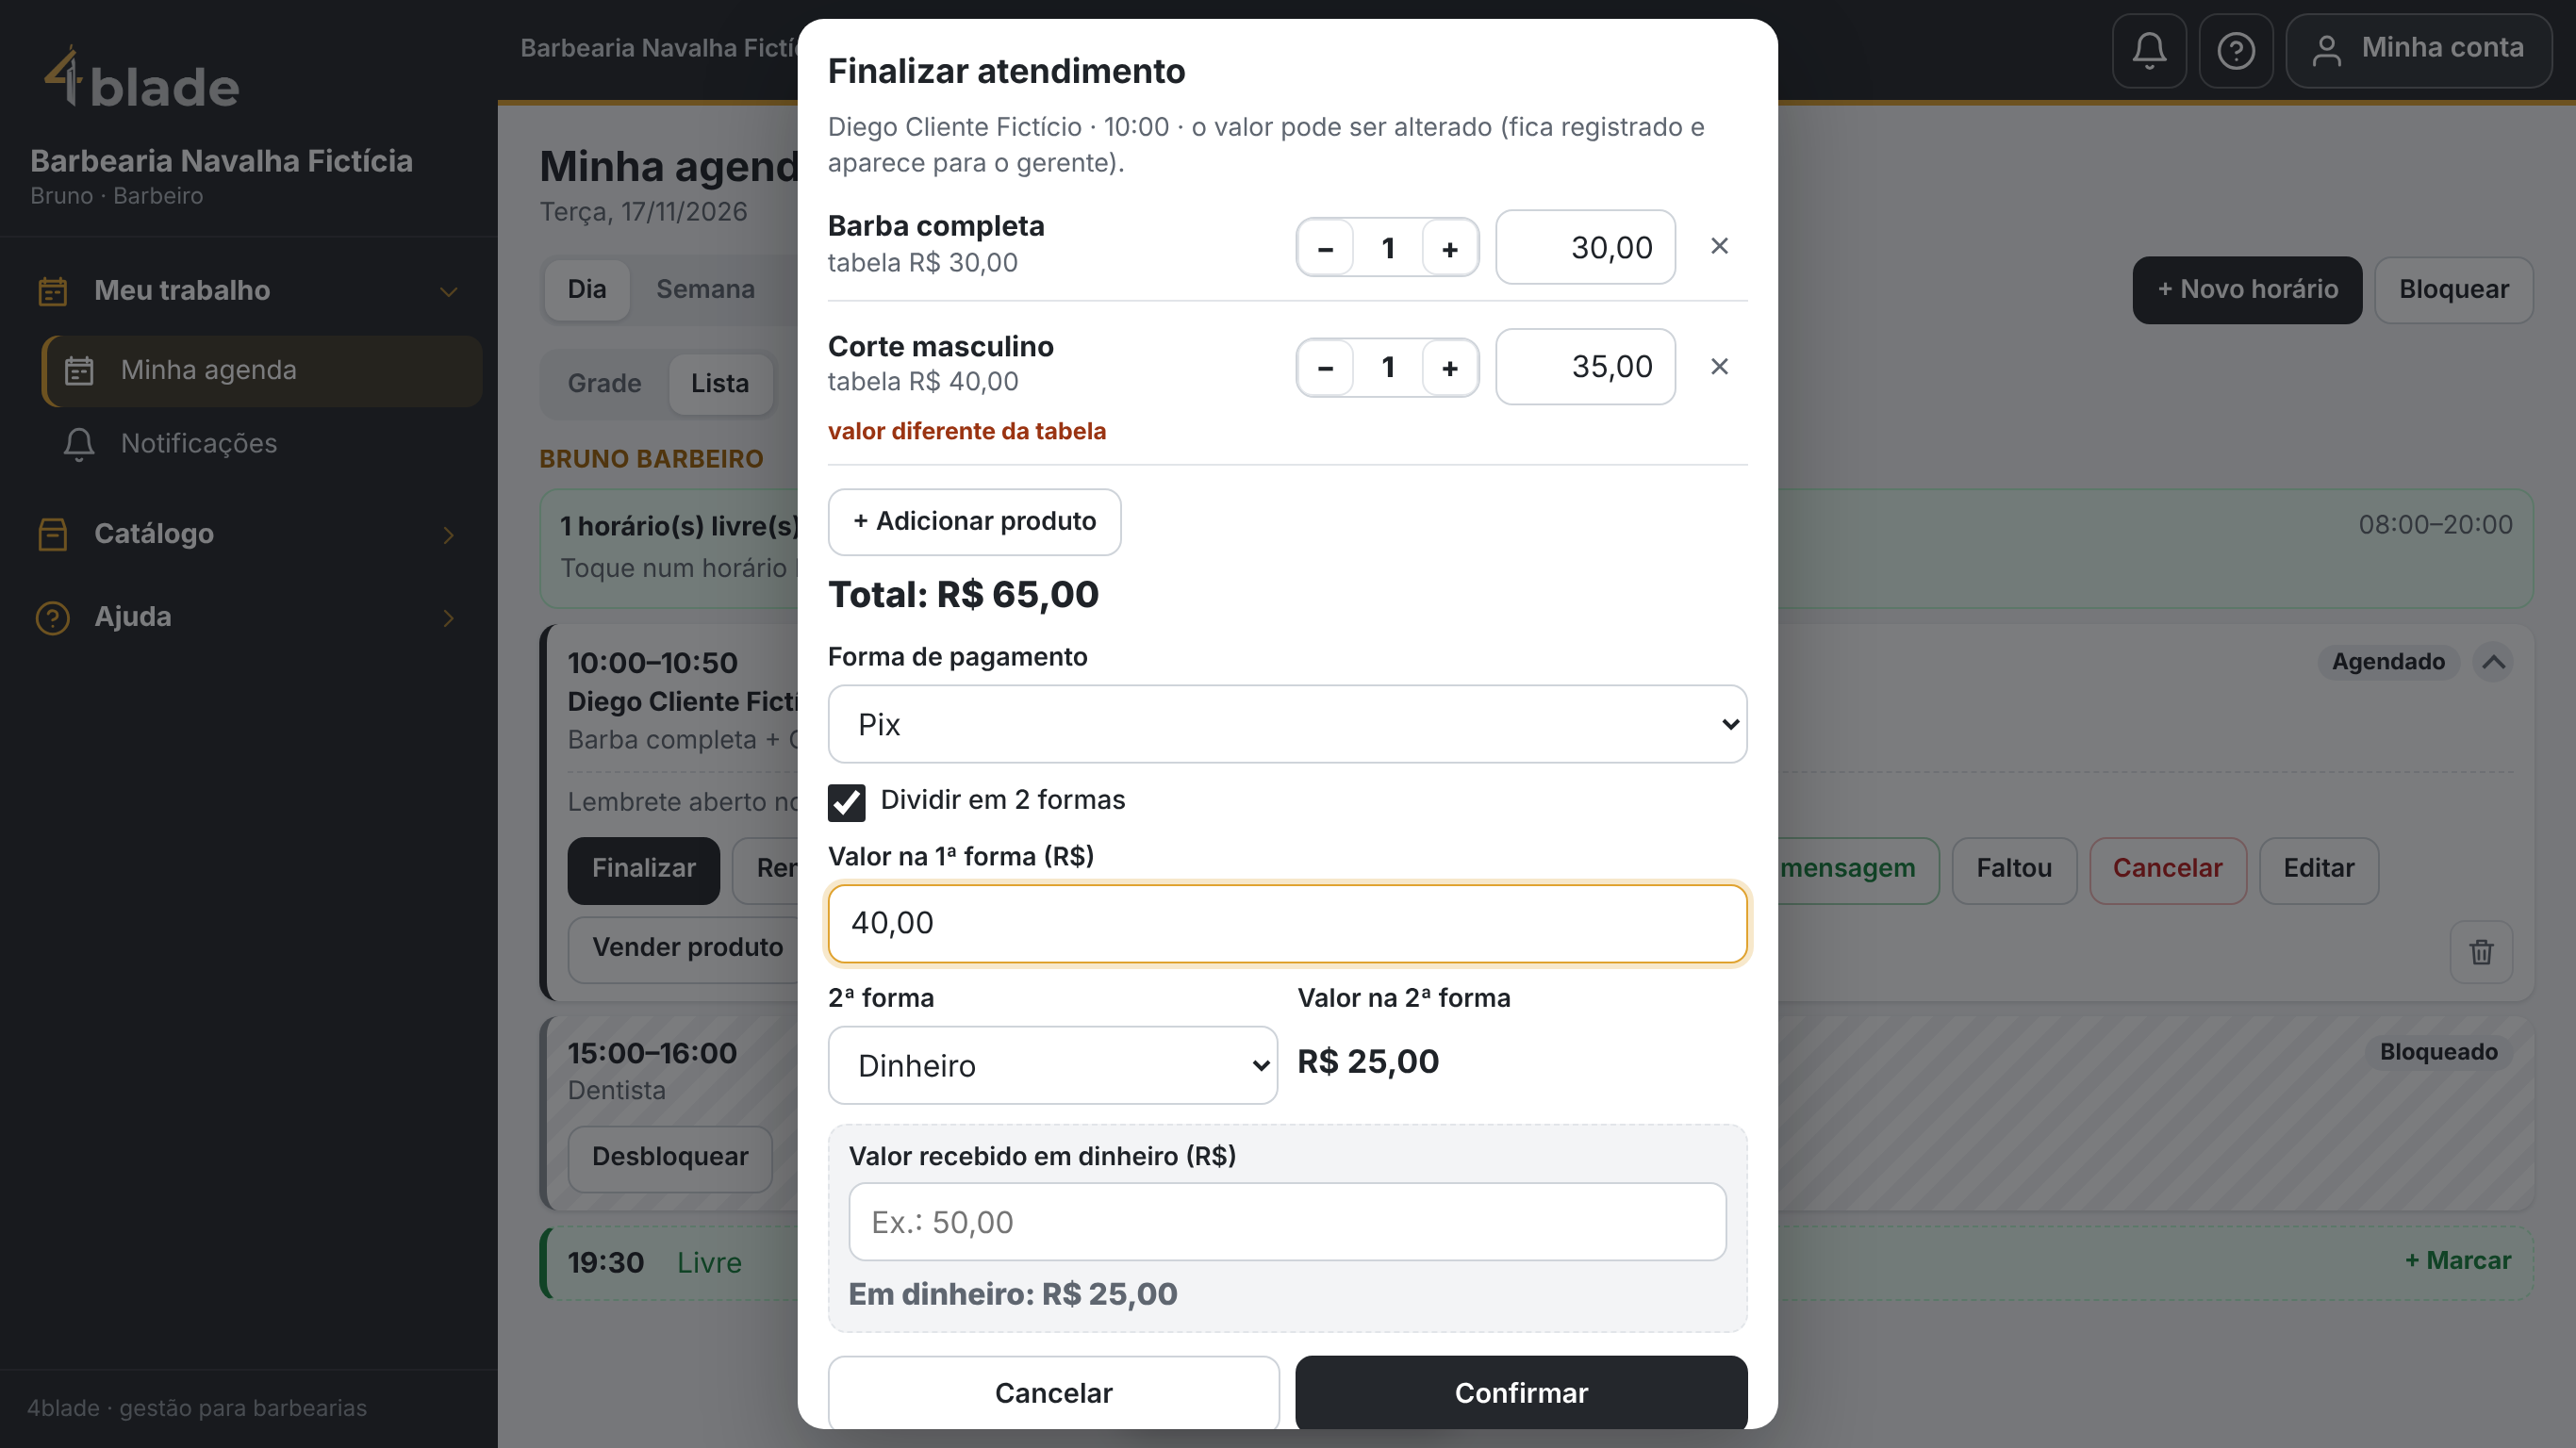 4blade
Barbearia Navalha Fictícia
Bruno · Barbeiro
Meu trabalho
Minha agenda
Notificações
Catálogo
Ajuda
4blade · gestão para barbearias
Barbearia Navalha
Minha conta
Minha
Terça, 17/11/2026
Dia
Semana
+ Novo horário
Bloquear
Grade
Lista
BRUNO BARBEIRO
1 horário(s) livre(s)
08:00–20:00
Toque num horário
10:00–10:50
Agendado
Diego Cliente
Barba completa +
Lembrete aberto
Finalizar
mensagem
Faltou
Cancelar
Editar
Vender produto
15:00–16:00
Bloqueado
Dentista
Desbloquear
19:30 Livre
+ Marcar
Finalizar atendimento
Diego Cliente Fictício · 10:00 · o valor pode ser alterado (fica registrado e
aparece para o gerente).
Barba completa
tabela R$ 30,00
– 1 + 30,00 ×
Corte masculino
tabela R$ 40,00
– 1 + 35,00 ×
valor diferente da tabela
+ Adicionar produto
Total: R$ 65,00
Forma de pagamento
Pix
Dividir em 2 formas
Valor na 1ª forma (R$)
40,00
2ª forma
Valor na 2ª forma
Dinheiro
R$ 25,00
Valor recebido em dinheiro (R$)
Ex.: 50,00
Em dinheiro: R$ 25,00
Cancelar
Confirmar